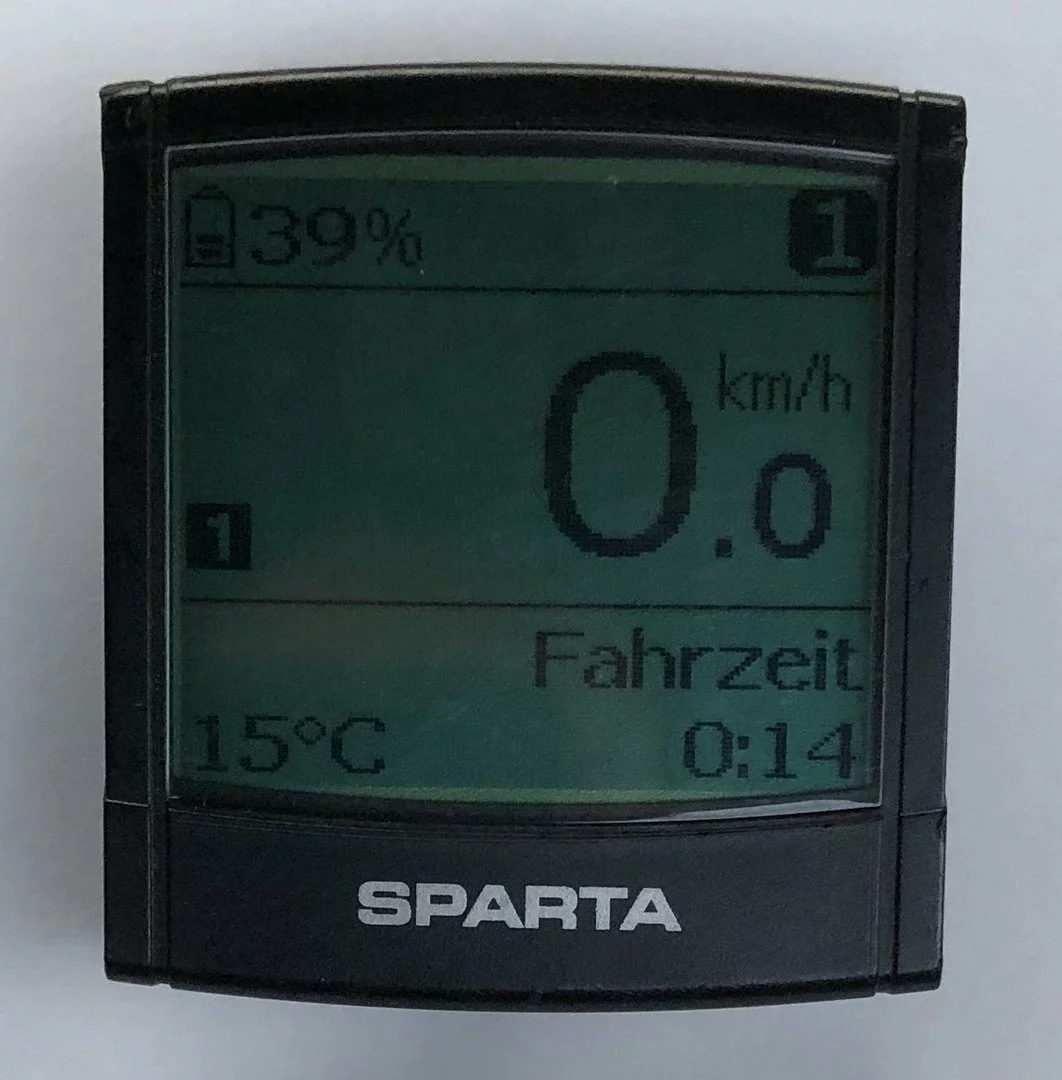 39% 1
km/h
0.0
1
Fahrzeit
15°C 0:14
SPARTA